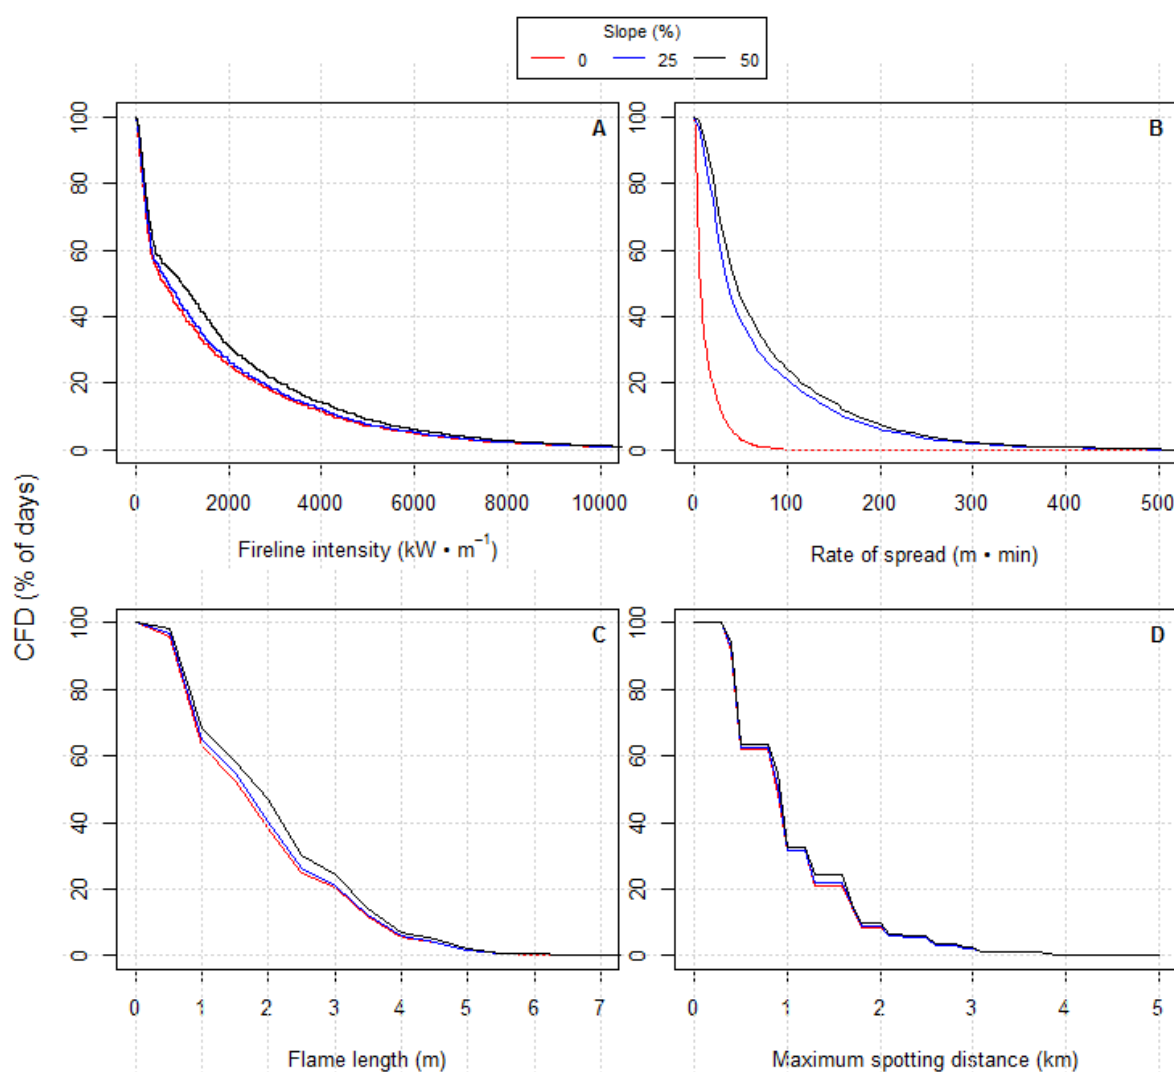 Slope (%)
0 25 50
CFD (% of days)
A
100
80
60
40
20
0
0 2000 4000 6000 8000 10000
Fireline intensity (kW • m⁻¹)
B
100
80
60
40
20
0
0 100 200 300 400 500
Rate of spread (m • min)
C
100
80
60
40
20
0
0 1 2 3 4 5 6 7
Flame length (m)
D
100
80
60
40
20
0
0 1 2 3 4 5
Maximum spotting distance (km)